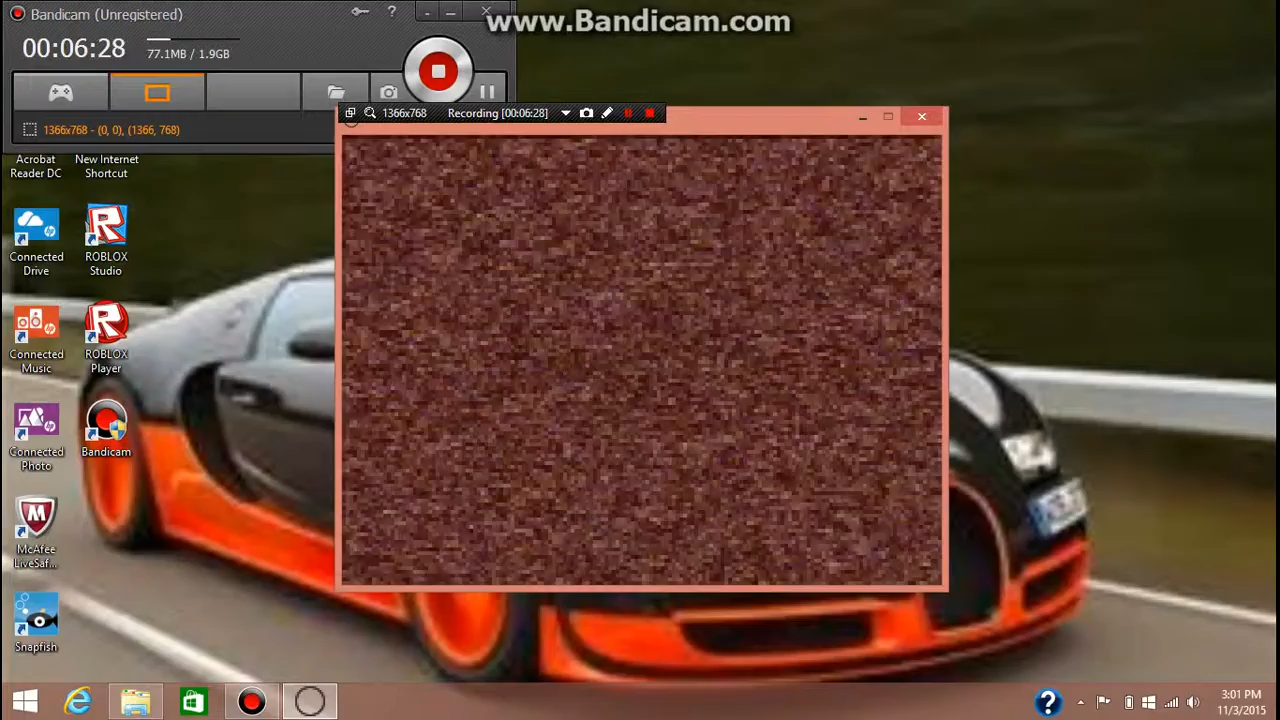 www.Bandicam.com
Bandicam (Unregistered)
?
00:06:28
77.1MB / 1.9GB
1366x768 - (0, 0), (1366, 768)
1366x768
Recording [00:06:28]
Acrobat
Reader DC
New Internet
Shortcut
Connected
Drive
ROBLOX
Studio
Connected
Music
ROBLOX
Player
Connected
Photo
Bandicam
McAfee
LiveSaf...
Snapfish
3:01 PM
11/3/2015